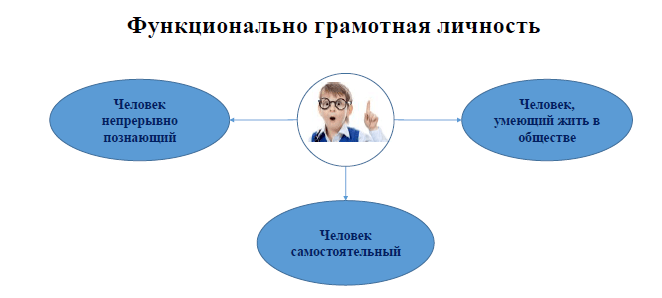 Функционально грамотная личность
Человек
непрерывно
познающий
Человек,
умеющий жить в
обществе
Человек
самостоятельный